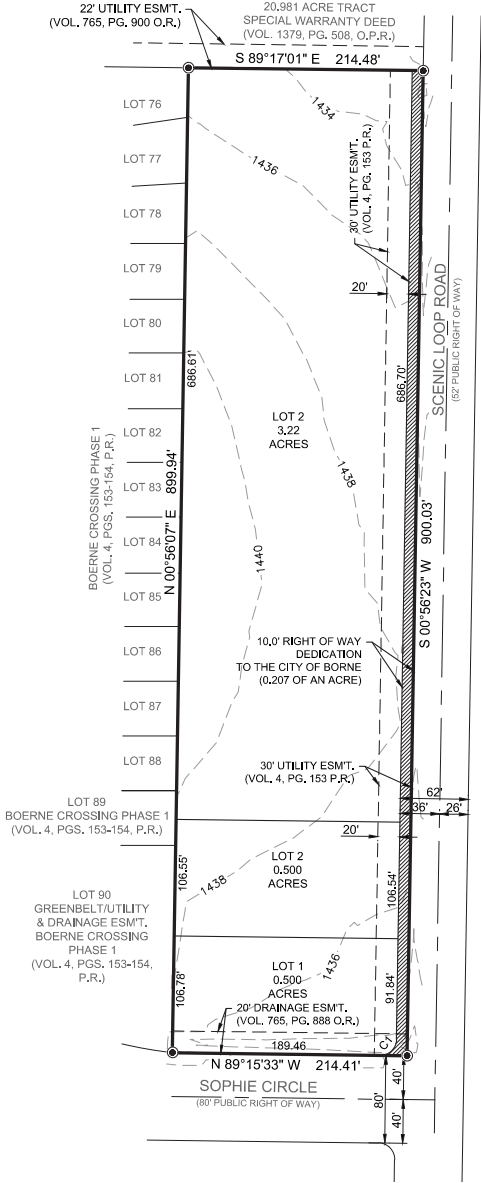 22' UTILITY ESM'T.
(VOL. 765, PG. 900 O.R.)
20.981 ACRE TRACT
SPECIAL WARRANTY DEED
(VOL. 1379, PG. 508, O.P.R.)
S 89°17'01" E 214.48'
LOT 76
LOT 77
LOT 78
LOT 79
LOT 80
LOT 81
LOT 82
LOT 83
LOT 84
LOT 85
LOT 86
LOT 87
LOT 88
1434
1436
30' UTILITY ESM'T.
(VOL. 4, PG. 153 P.R.)
20'
SCENIC LOOP ROAD
(52' PUBLIC RIGHT OF WAY)
686.61'
686.70'
LOT 2
3.22
ACRES
1438
1440
BOERNE CROSSING PHASE 1
(VOL. 4, PGS. 153-154, P.R.)
N 00°56'07" E 899.94'
S 00°56'23" W 900.03'
10.0' RIGHT OF WAY
DEDICATION
TO THE CITY OF BORNE
(0.207 OF AN ACRE)
30' UTILITY ESM'T.
(VOL. 4, PG. 153 P.R.)
62'
36'
26'
LOT 89
BOERNE CROSSING PHASE 1
(VOL. 4, PGS. 153-154, P.R.)
20'
106.55'
LOT 2
0.500
ACRES
106.54'
1438
LOT 90
GREENBELT/UTILITY
& DRAINAGE ESM'T.
BOERNE CROSSING
PHASE 1
(VOL. 4, PGS. 153-154,
P.R.)
106.78'
LOT 1
0.500
ACRES
1436
91.84'
20' DRAINAGE ESM'T.
(VOL. 765, PG. 888 O.R.)
189.46
C1
N 89°15'33" W 214.41'
SOPHIE CIRCLE
(80' PUBLIC RIGHT OF WAY)
80'
40'
40'